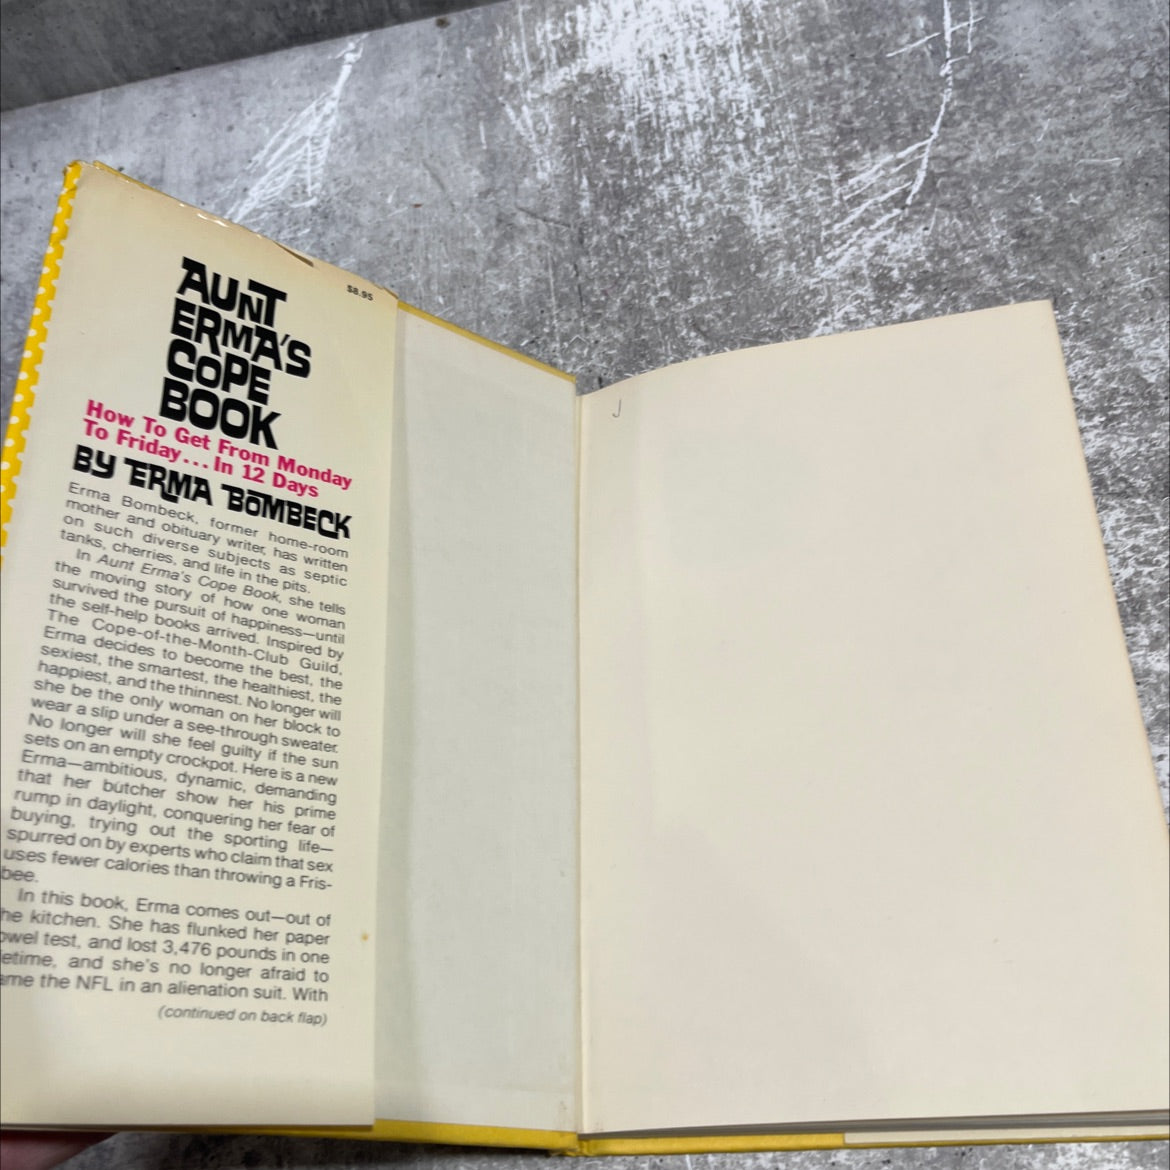 $8.95
AUNT
ERMA'S
COPE
BOOK
How To Get From Monday
To Friday...In 12 Days
BY ERMA BOMBECK
Erma Bombeck, former home-room
mother and obituary writer, has written
on such diverse subjects as septic
tanks, cherries, and life in the pits.
In Aunt Erma's Cope Book, she tells
the moving story of how one woman
survived the pursuit of happiness—until
the self-help books arrived. Inspired by
The Cope-of-the-Month-Club Guild,
Erma decides to become the best, the
sexiest, the smartest, the healthiest, the
happiest, and the thinnest. No longer will
she be the only woman on her block to
wear a slip under a see-through sweater.
No longer will she feel guilty if the sun
sets on an empty crockpot. Here is a new
Erma—ambitious, dynamic, demanding
that her butcher show her his prime
rump in daylight, conquering her fear of
buying, trying out the sporting life—
spurred on by experts who claim that sex
uses fewer calories than throwing a Fris-
bee.
In this book, Erma comes out—out of
he kitchen. She has flunked her paper
owel test, and lost 3,476 pounds in one
etime, and she's no longer afraid to
ame the NFL in an alienation suit. With
(continued on back flap)